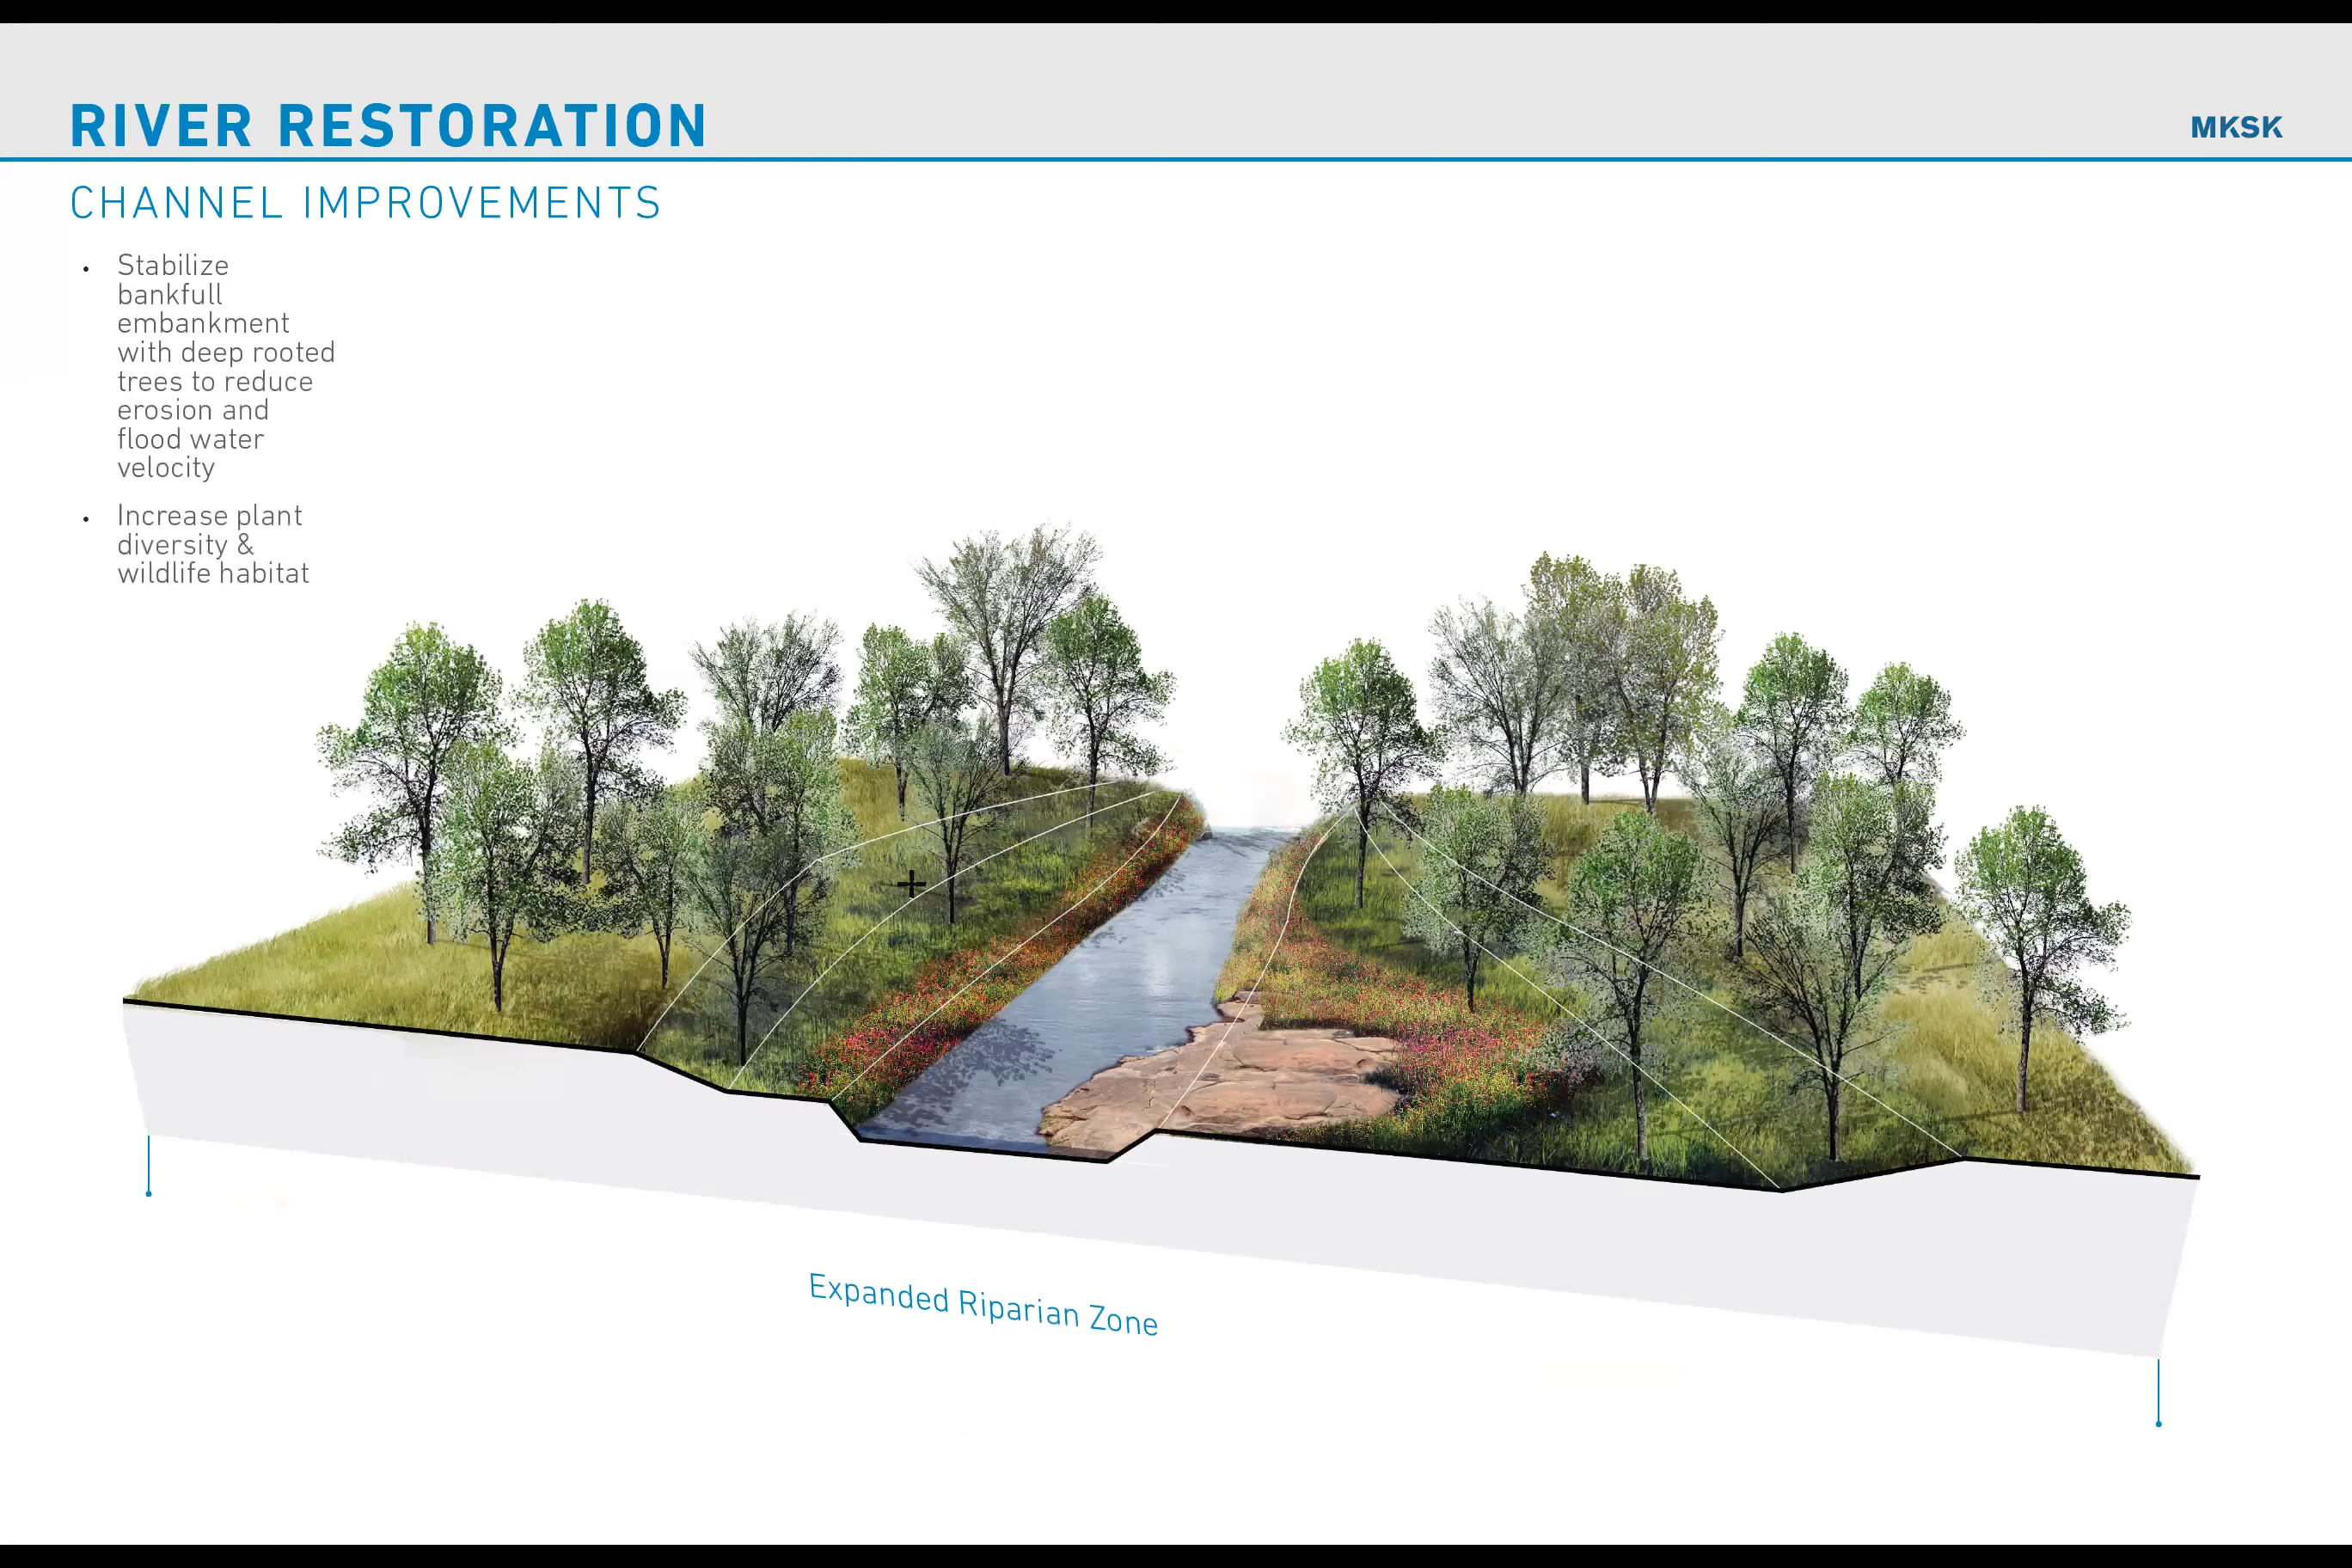 RIVER RESTORATION
MKSK
CHANNEL IMPROVEMENTS
• Stabilize
bankfull
embankment
with deep rooted
trees to reduce
erosion and
flood water
velocity
• Increase plant
diversity &
wildlife habitat
Expanded Riparian Zone